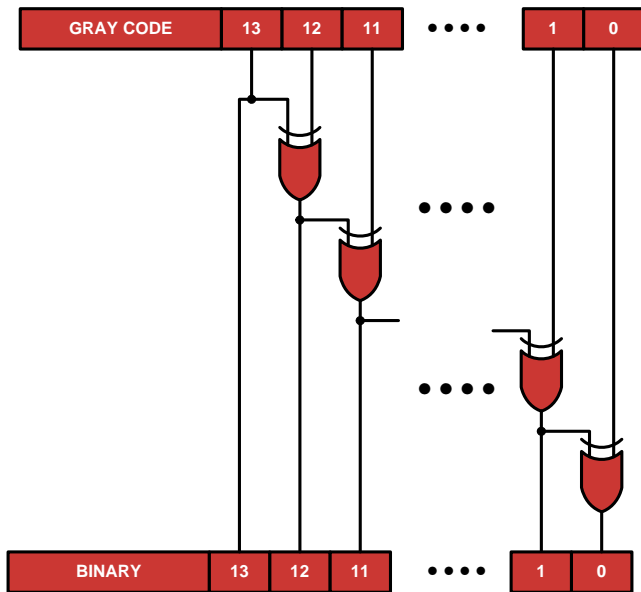 GRAY CODE 13 12 11 •••• 1 0
BINARY 13 12 11 •••• 1 0